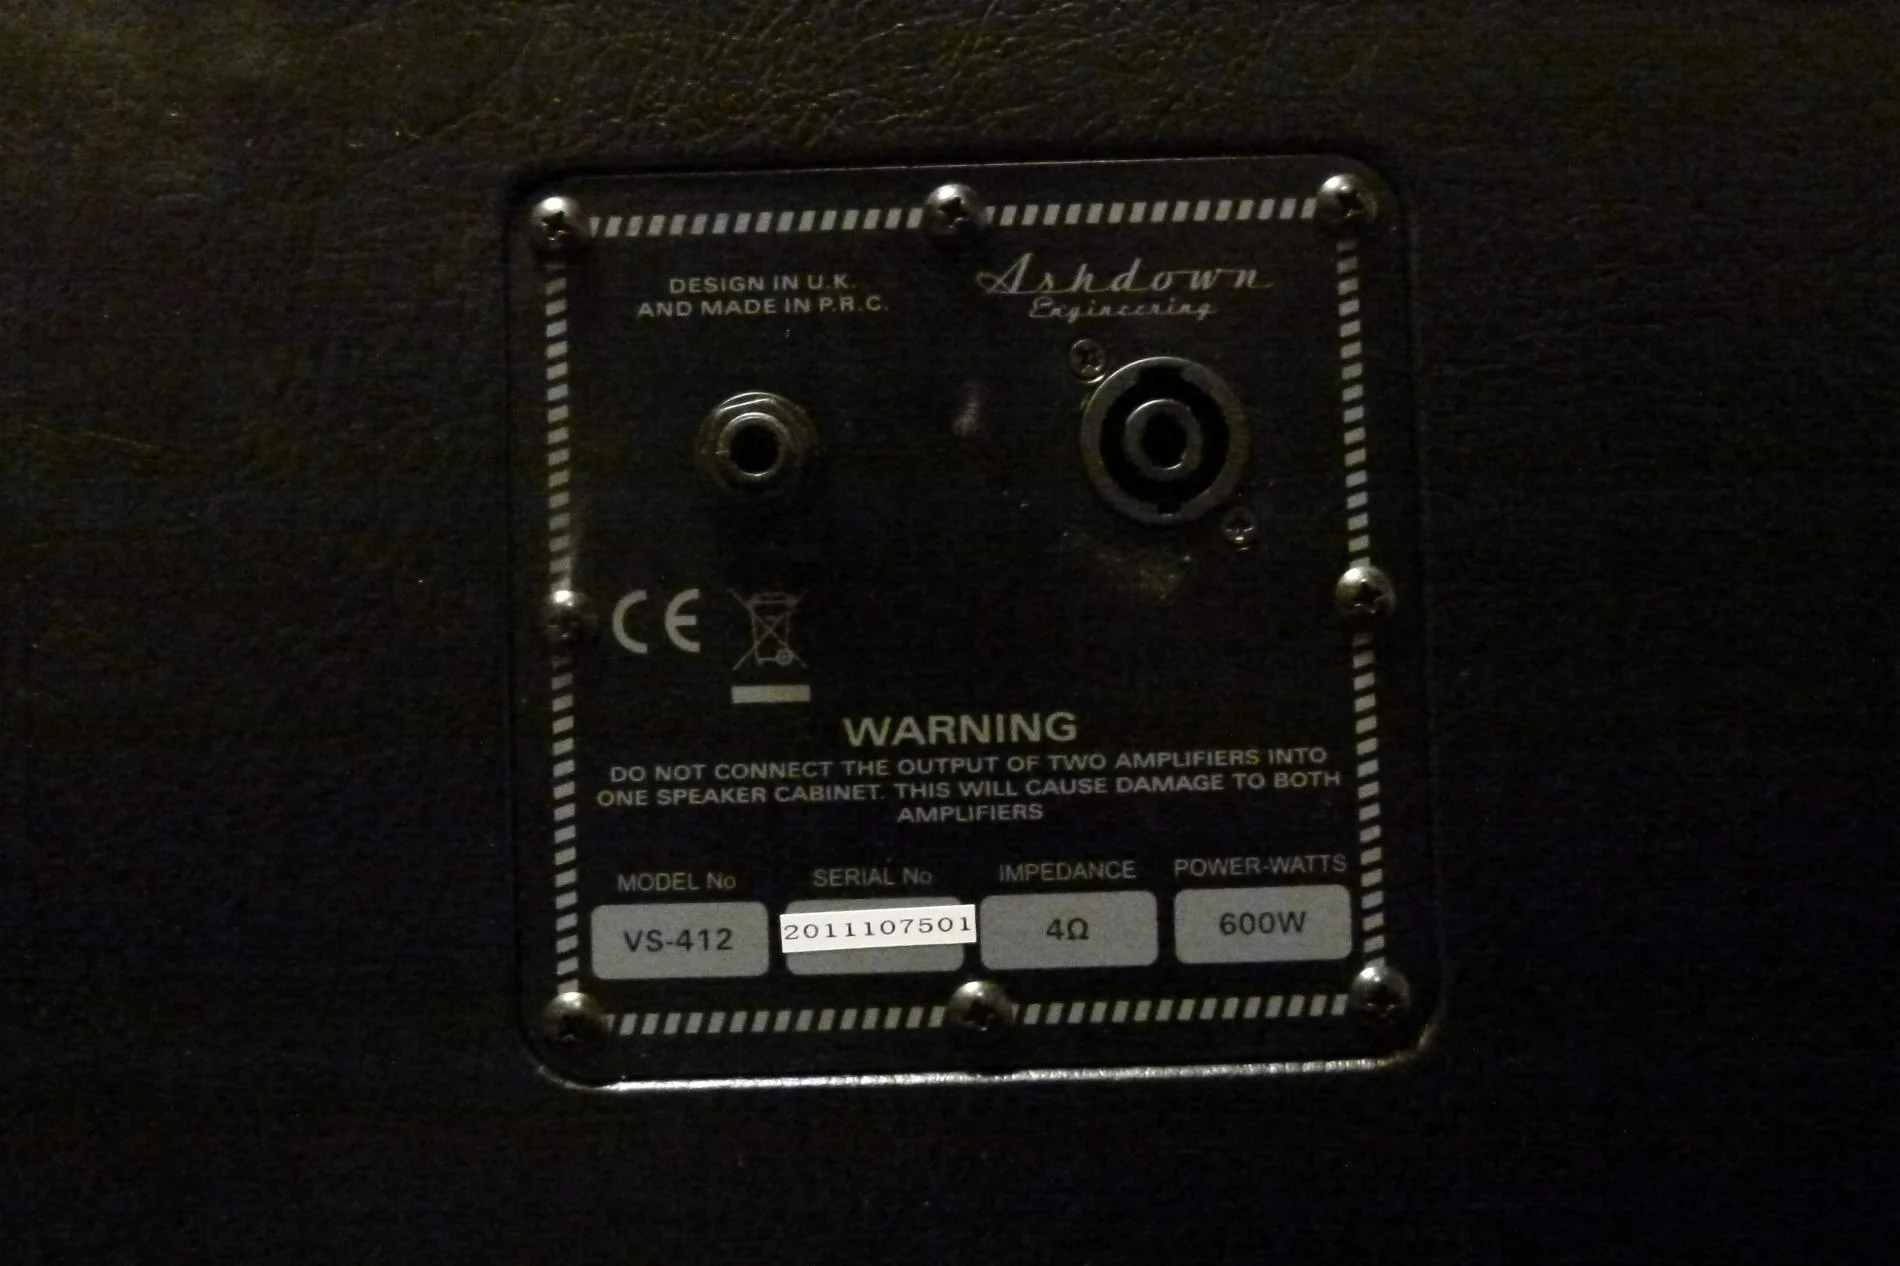 DESIGN IN U.K.
AND MADE IN P.R.C.
Ashdown
Engineering
CE
WARNING
DO NOT CONNECT THE OUTPUT OF TWO AMPLIFIERS INTO
ONE SPEAKER CABINET. THIS WILL CAUSE DAMAGE TO BOTH
AMPLIFIERS
MODEL No SERIAL No IMPEDANCE POWER-WATTS
VS-412 2011107501 4Ω 600W